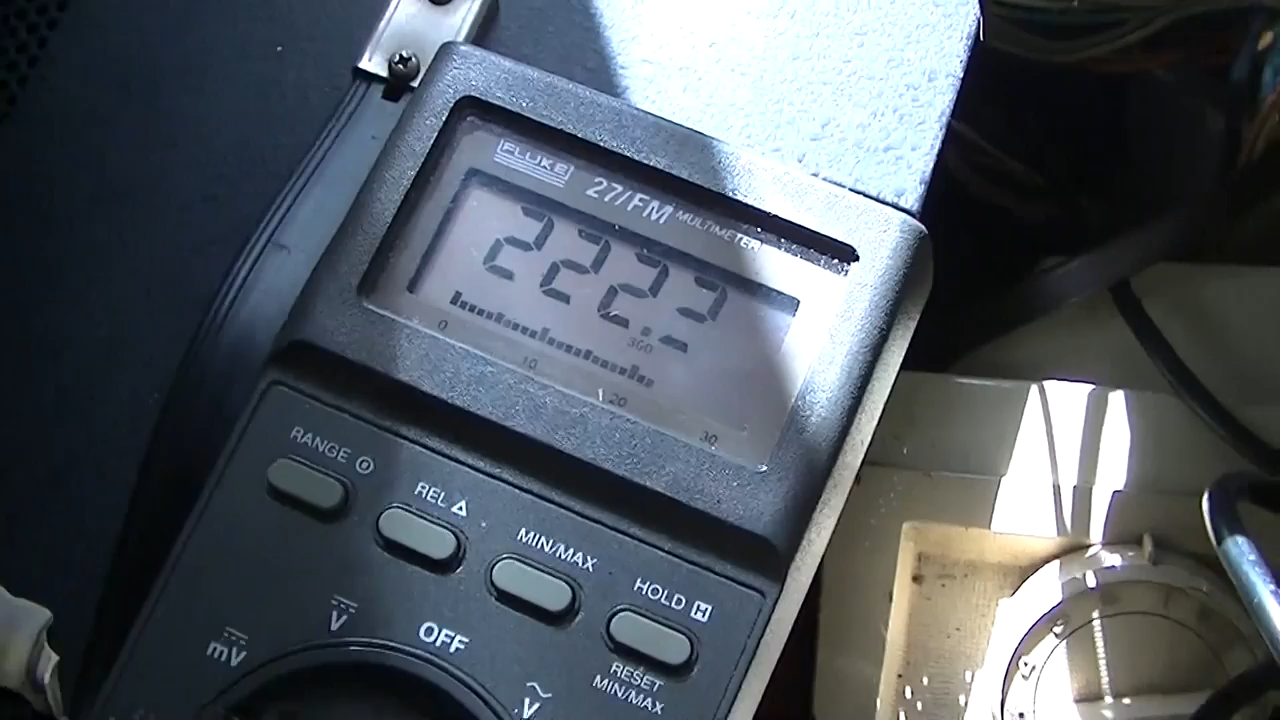 FLUKE
27/FM MULTIMETER
222.2
300
0 10 20 30
RANGE
REL △
MIN/MAX
HOLD H
RESET
MIN/MAX
mV
V
OFF
V